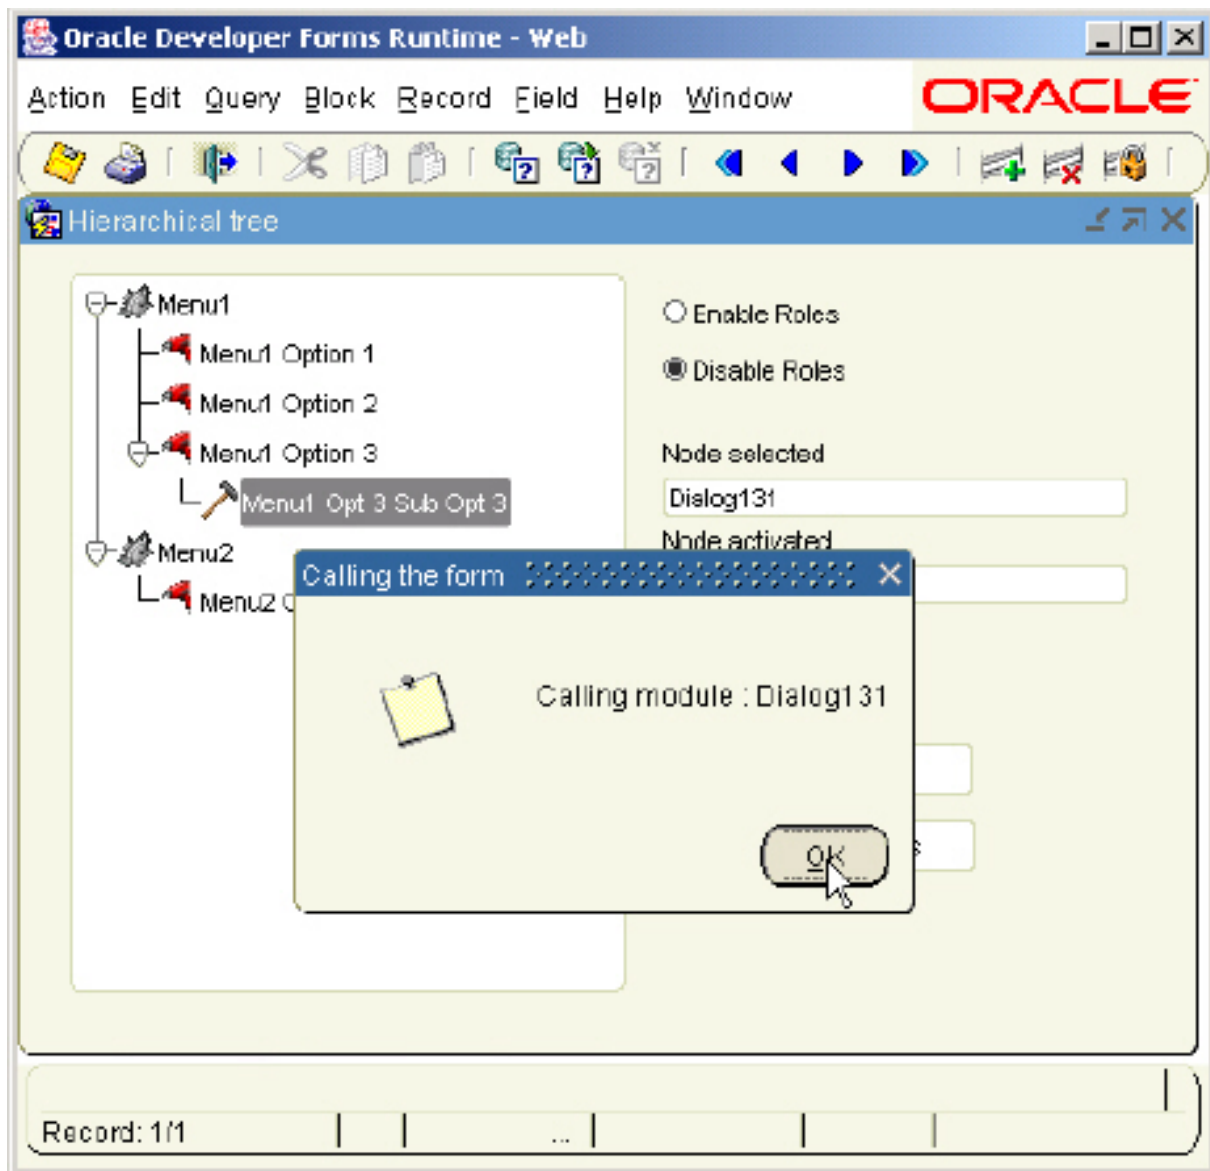 Oracle Developer Forms Runtime - Web
Action Edit Query Block Record Field Help Window
ORACLE
Hierarchical tree
Menu1
Menu1 Option 1
Menu1 Option 2
Menu1 Option 3
Menu1 Opt 3 Sub Opt 3
Menu2
Menu2 O
Enable Roles
Disable Roles
Node selected
Dialog131
Node activated
Calling the form
Calling module : Dialog131
OK
Record: 1/1
...